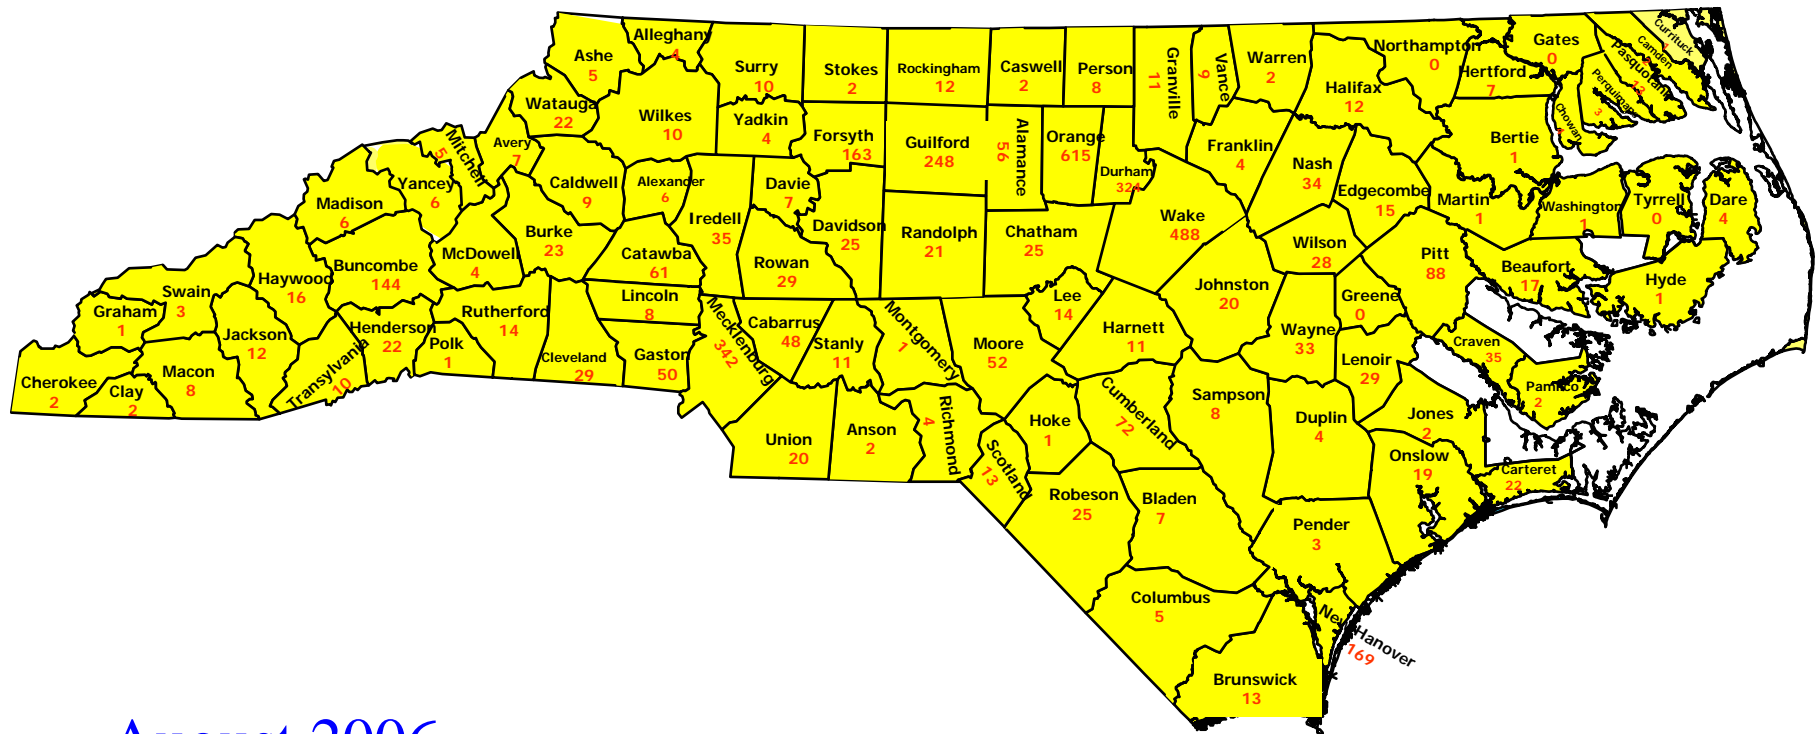 Ashe
5
Alleghany
4
Surry
10
Stokes
2
Rockingham
12
Caswell
2
Person
8
Granville
11
Vance
9
Warren
2
Northampton
0
Halifax
12
Hertford
7
Gates
0
Currituck
Camden
Pasquotank
Perquimans
3
Chowan
Bertie
1
Watauga
22
Wilkes
10
Yadkin
4
Forsyth
163
Guilford
248
Alamance
56
Orange
615
Durham
324
Franklin
4
Nash
34
Edgecombe
15
Martin
1
Washington
1
Tyrrell
0
Dare
4
Mitchell
5
Avery
7
Yancey
6
Madison
6
Caldwell
9
Alexander
6
Iredell
35
Davie
7
Davidson
25
Randolph
21
Chatham
25
Wake
488
Wilson
28
Pitt
88
Beaufort
17
Hyde
1
Burke
23
McDowell
4
Catawba
61
Rowan
29
Buncombe
144
Haywood
16
Swain
3
Graham
1
Jackson
12
Cherokee
2
Clay
2
Macon
8
Transylvania
10
Henderson
22
Polk
1
Rutherford
14
Cleveland
29
Lincoln
8
Gaston
50
Mecklenburg
342
Cabarrus
48
Stanly
11
Montgomery
1
Moore
52
Lee
14
Harnett
11
Johnston
20
Wayne
33
Greene
0
Lenoir
29
Craven
35
Pamlico
2
Jones
2
Carteret
22
Onslow
19
Duplin
4
Sampson
8
Cumberland
72
Hoke
1
Scotland
13
Richmond
4
Anson
2
Union
20
Robeson
25
Bladen
7
Pender
3
Columbus
5
New Hanover
169
Brunswick
13
August 2006